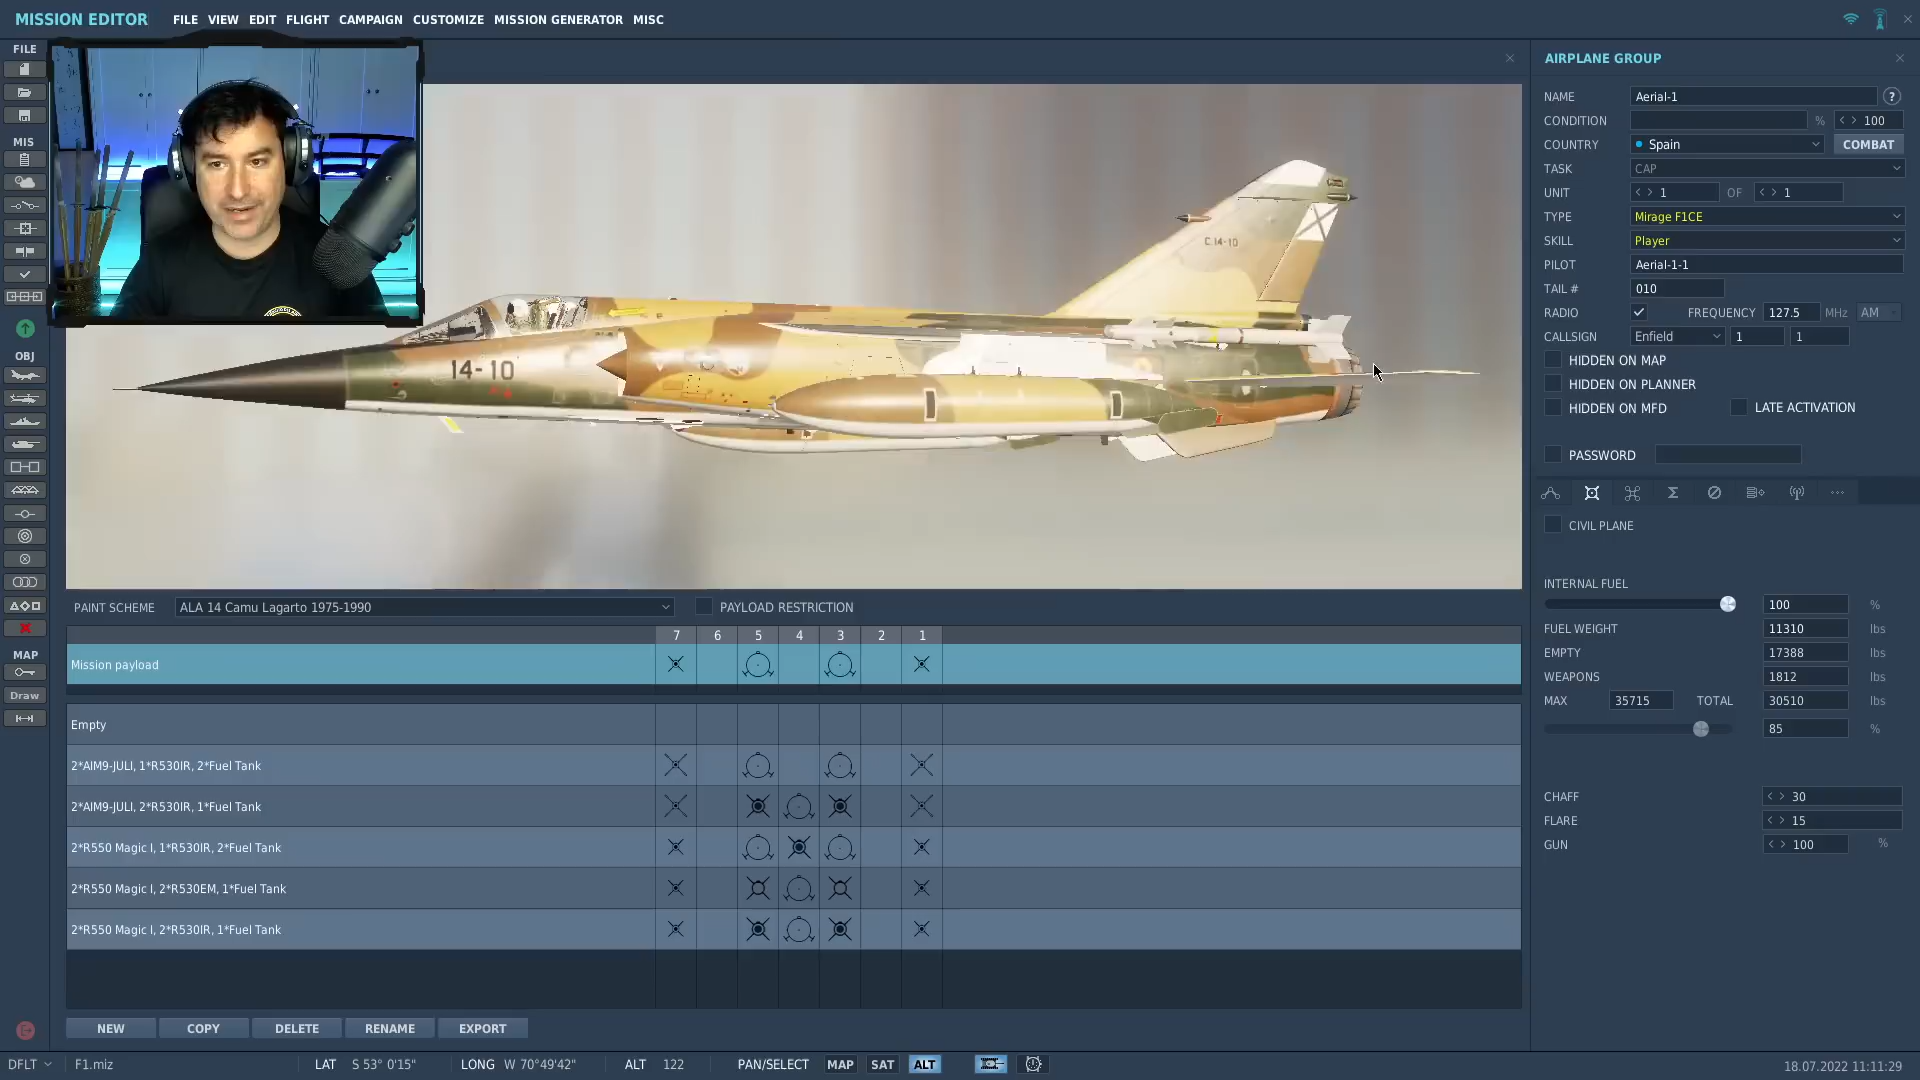 MISSION EDITOR FILE VIEW EDIT FLIGHT CAMPAIGN CUSTOMIZE MISSION GENERATOR MISC
FILE
MIS
OBJ
MAP
Draw
14-10
C.14-10
PAINT SCHEME ALA 14 Camu Lagarto 1975-1990 PAYLOAD RESTRICTION
7 6 5 4 3 2 1
Mission payload
Empty
2*AIM9-JULI, 1*R530IR, 2*Fuel Tank
2*AIM9-JULI, 2*R530IR, 1*Fuel Tank
2*R550 Magic I, 1*R530IR, 2*Fuel Tank
2*R550 Magic I, 2*R530EM, 1*Fuel Tank
2*R550 Magic I, 2*R530IR, 1*Fuel Tank
NEW COPY DELETE RENAME EXPORT
AIRPLANE GROUP
NAME Aerial-1 ?
CONDITION % < > 100
COUNTRY Spain COMBAT
TASK CAP
UNIT < > 1 OF < > 1
TYPE Mirage F1CE
SKILL Player
PILOT Aerial-1-1
TAIL # 010
RADIO FREQUENCY 127.5 MHz AM
CALLSIGN Enfield 1 1
HIDDEN ON MAP
HIDDEN ON PLANNER
HIDDEN ON MFD LATE ACTIVATION
PASSWORD
CIVIL PLANE
INTERNAL FUEL
100 %
FUEL WEIGHT 11310 lbs
EMPTY 17388 lbs
WEAPONS 1812 lbs
MAX 35715 TOTAL 30510 lbs
85 %
CHAFF < > 30
FLARE < > 15
GUN < > 100 %
DFLT F1.miz LAT S 53° 0'15" LONG W 70°49'42" ALT 122 PAN/SELECT MAP SAT ALT 18.07.2022 11:11:29